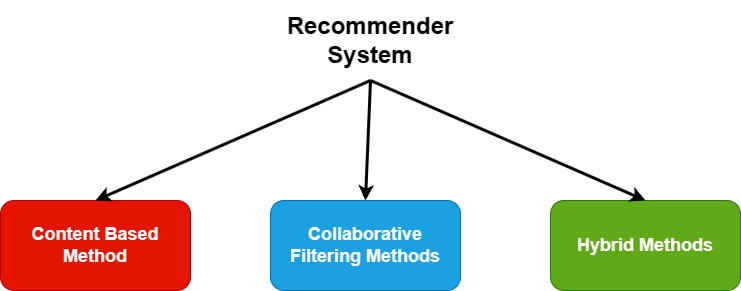 Recommender
System
Content Based
Method
Collaborative
Filtering Methods
Hybrid Methods